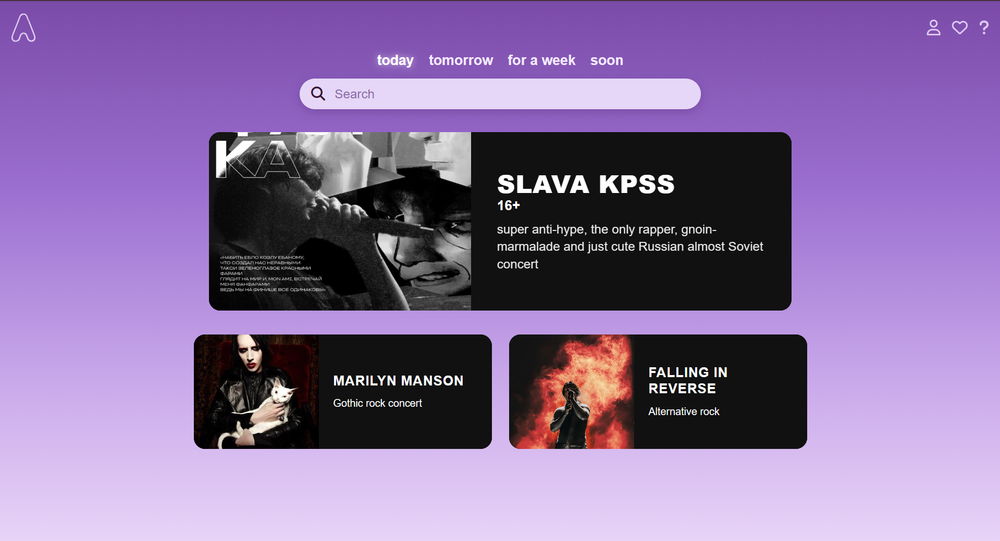 today tomorrow for a week soon
Search
KA
SLAVA KPSS
16+
super anti-hype, the only rapper, gnoin-
marmalade and just cute Russian almost Soviet
concert
«НАБИТЬ ЕБЛО КОЗЛУ ЕБАНОМУ,
ЧТО СОЗДАЛ НАС НЕРАВНЫМИ
ТАКСИ ЗЕЛЕНОГЛАЗОЕ КРАСНЫМИ
ФАРАМИ
ГЛЯДИТ НА МИР И, MON AMI, ВСТРЕЧАЙ
МЕНЯ ФАНФАРАМИ
ВЕДЬ МЫ НА ФИНИШЕ ВСЕ ОДИНАКОВЫ»
MARILYN MANSON
Gothic rock concert
FALLING IN
REVERSE
Alternative rock